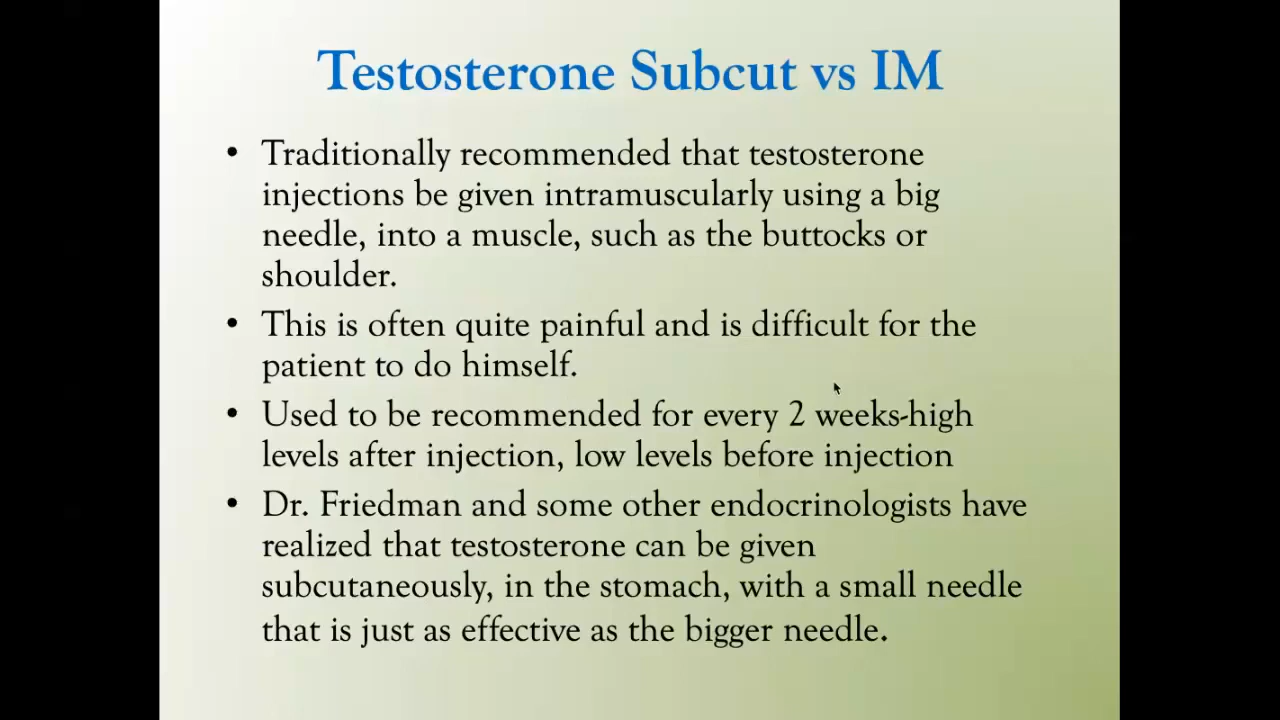 Testosterone Subcut vs IM
• Traditionally recommended that testosterone
injections be given intramuscularly using a big
needle, into a muscle, such as the buttocks or
shoulder.
• This is often quite painful and is difficult for the
patient to do himself.
• Used to be recommended for every 2 weeks-high
levels after injection, low levels before injection
• Dr. Friedman and some other endocrinologists have
realized that testosterone can be given
subcutaneously, in the stomach, with a small needle
that is just as effective as the bigger needle.